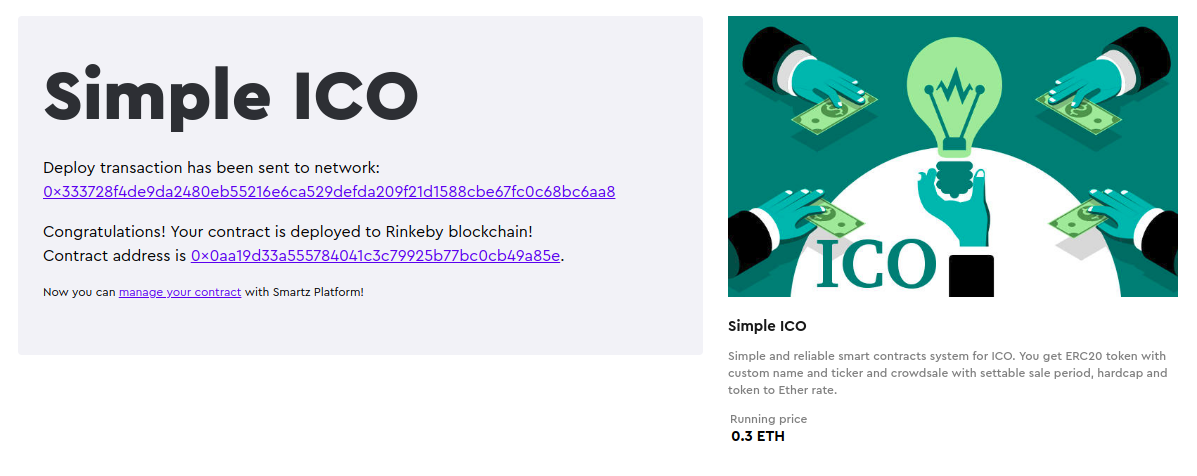 Simple ICO
Deploy transaction has been sent to network:
0x333728f4de9da2480eb55216e6ca529defda209f21d1588cbe67fc0c68bc6aa8
Congratulations! Your contract is deployed to Rinkeby blockchain!
Contract address is 0x0aa19d33a555784041c3c79925b77bc0cb49a85e.
Now you can manage your contract with Smartz Platform!
ICO
Simple ICO
Simple and reliable smart contracts system for ICO. You get ERC20 token with
custom name and ticker and crowdsale with settable sale period, hardcap and
token to Ether rate.
Running price
0.3 ETH